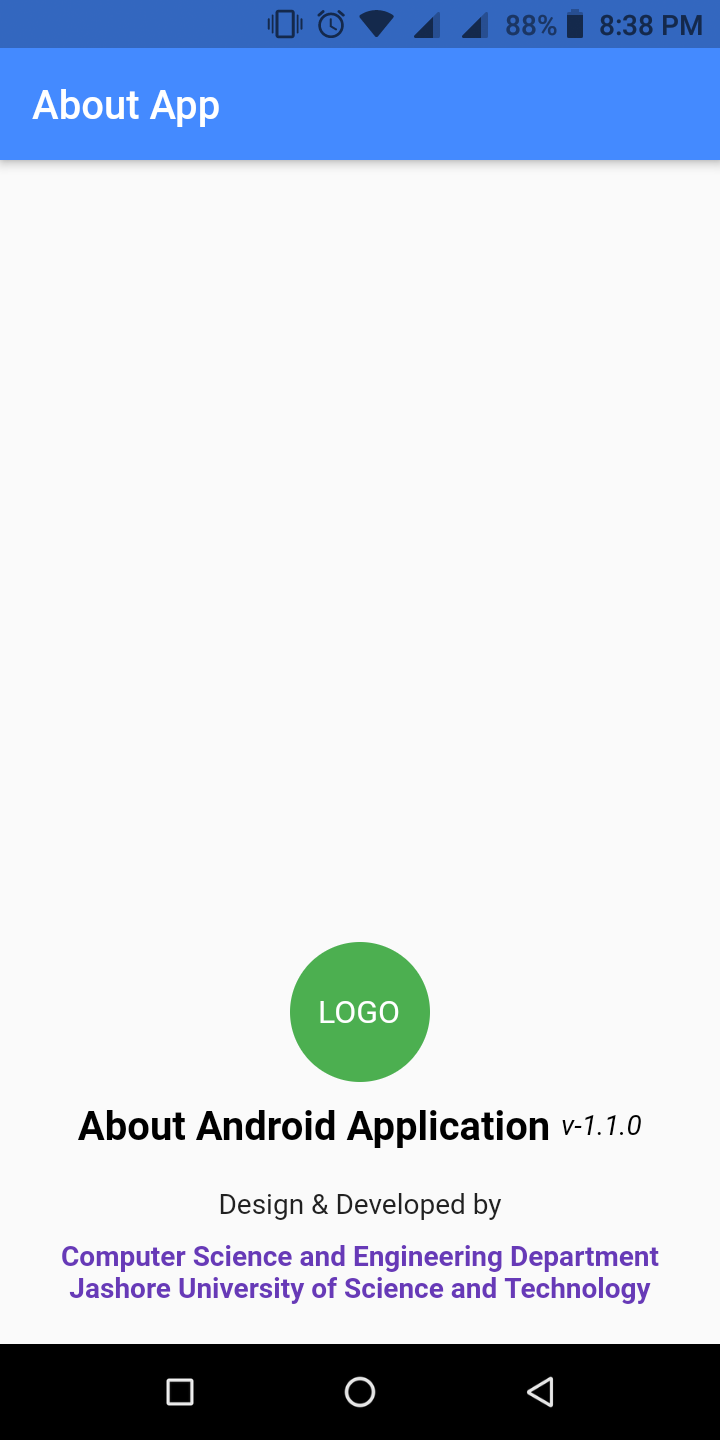 88% 8:38 PM
About App
LOGO
About Android Application v-1.1.0
Design & Developed by
Computer Science and Engineering Department
Jashore University of Science and Technology